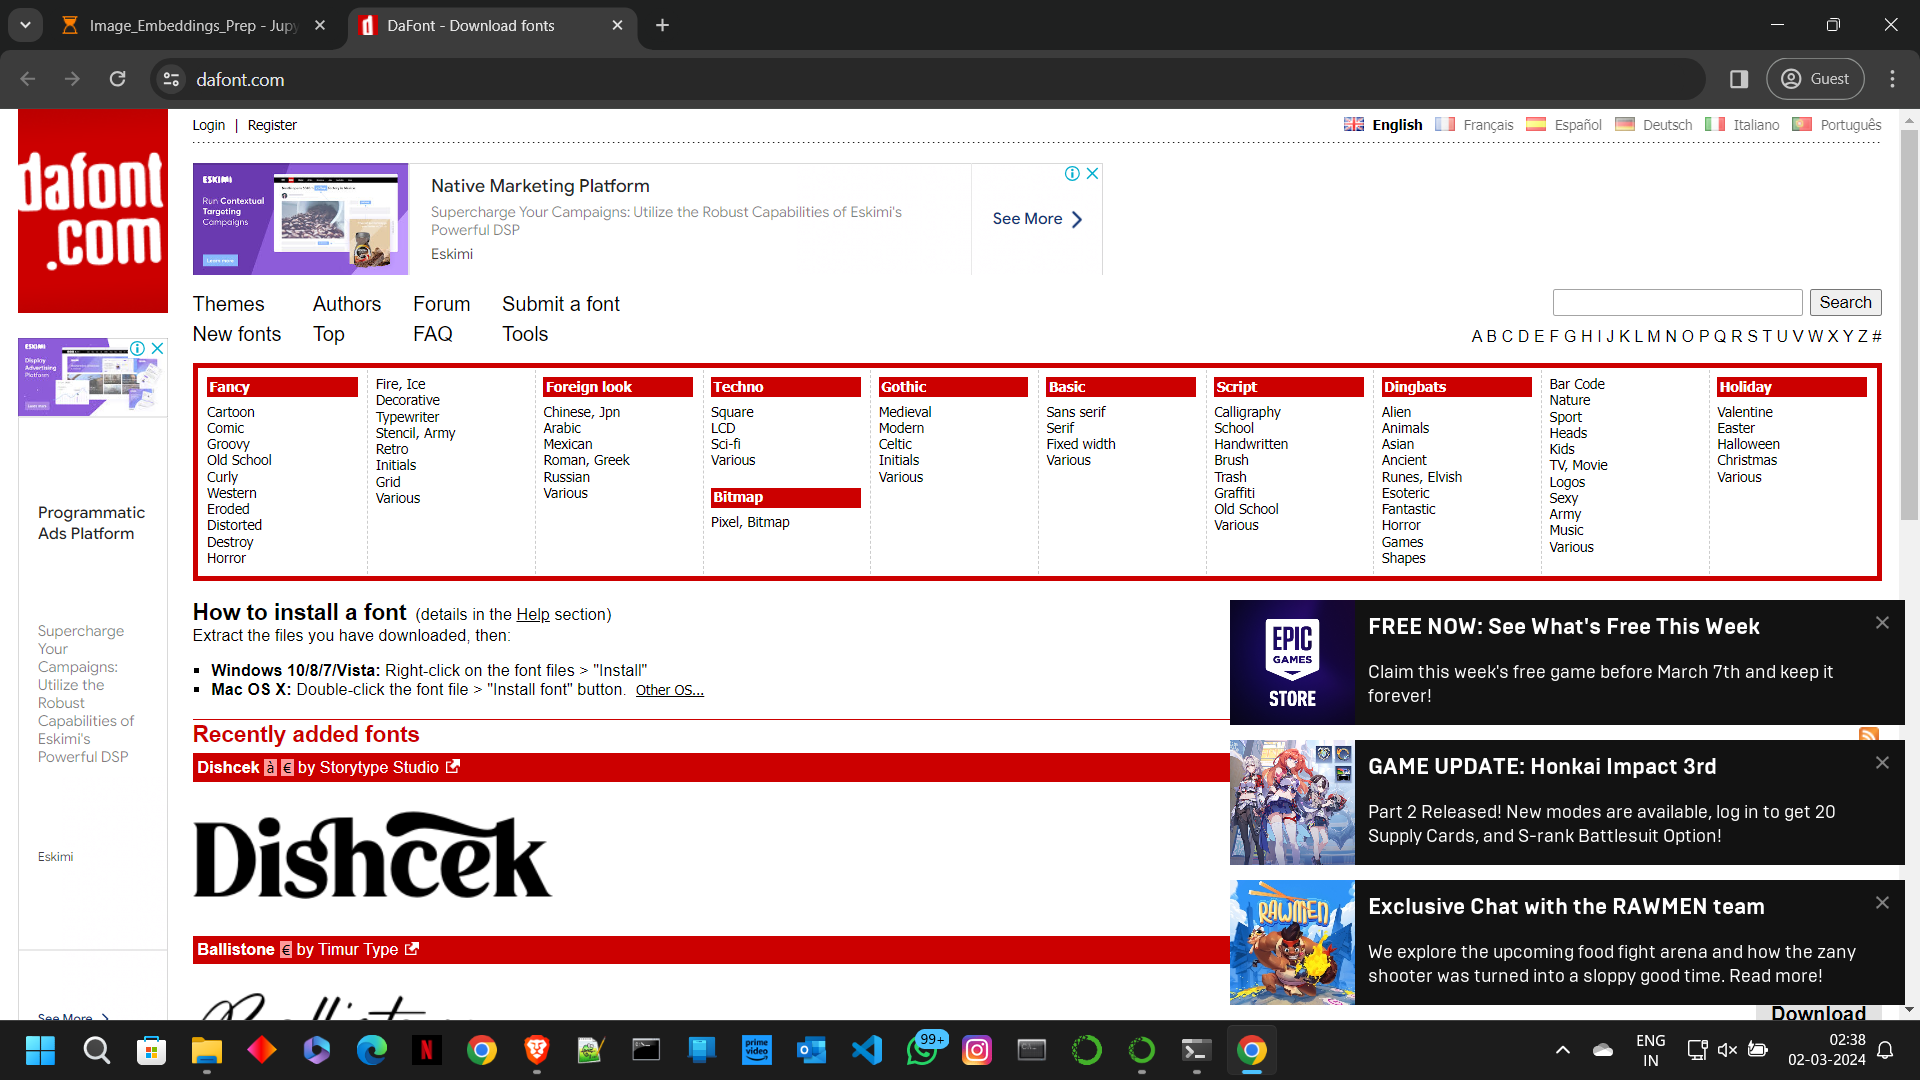 Image_Embeddings_Prep - Jupy
DaFont - Download fonts
dafont.com
Guest
dafont
.com
Login | Register
English Français Español Deutsch Italiano Português
ESKIMI
Run Contextual
Targeting
Campaigns
Learn more
Native Marketing Platform
Supercharge Your Campaigns: Utilize the Robust Capabilities of Eskimi's
Powerful DSP
Eskimi
See More
Themes Authors Forum Submit a font
New fonts Top FAQ Tools
Search
A B C D E F G H I J K L M N O P Q R S T U V W X Y Z #
ESKIMI
Display
Advertising
Platform
Learn more
Programmatic
Ads Platform
Supercharge
Your
Campaigns:
Utilize the
Robust
Capabilities of
Eskimi's
Powerful DSP
Eskimi
See More
Fancy
Cartoon
Comic
Groovy
Old School
Curly
Western
Eroded
Distorted
Destroy
Horror
Fire, Ice
Decorative
Typewriter
Stencil, Army
Retro
Initials
Grid
Various
Foreign look
Chinese, Jpn
Arabic
Mexican
Roman, Greek
Russian
Various
Techno
Square
LCD
Sci-fi
Various
Bitmap
Pixel, Bitmap
Gothic
Medieval
Modern
Celtic
Initials
Various
Basic
Sans serif
Serif
Fixed width
Various
Script
Calligraphy
School
Handwritten
Brush
Trash
Graffiti
Old School
Various
Dingbats
Alien
Animals
Asian
Ancient
Runes, Elvish
Esoteric
Fantastic
Horror
Games
Shapes
Bar Code
Nature
Sport
Heads
Kids
TV, Movie
Logos
Sexy
Army
Music
Various
Holiday
Valentine
Easter
Halloween
Christmas
Various
How to install a font (details in the Help section)
Extract the files you have downloaded, then:
Windows 10/8/7/Vista: Right-click on the font files > "Install"
Mac OS X: Double-click the font file > "Install font" button. Other OS...
Recently added fonts
Dishcek à € by Storytype Studio
Dishcek
Ballistone € by Timur Type
EPIC
GAMES
STORE
FREE NOW: See What's Free This Week
Claim this week's free game before March 7th and keep it
forever!
GAME UPDATE: Honkai Impact 3rd
Part 2 Released! New modes are available, log in to get 20
Supply Cards, and S-rank Battlesuit Option!
RAWMEN
Exclusive Chat with the RAWMEN team
We explore the upcoming food fight arena and how the zany
shooter was turned into a sloppy good time. Read more!
Download
prime
video
99+
ENG
IN
02:38
02-03-2024